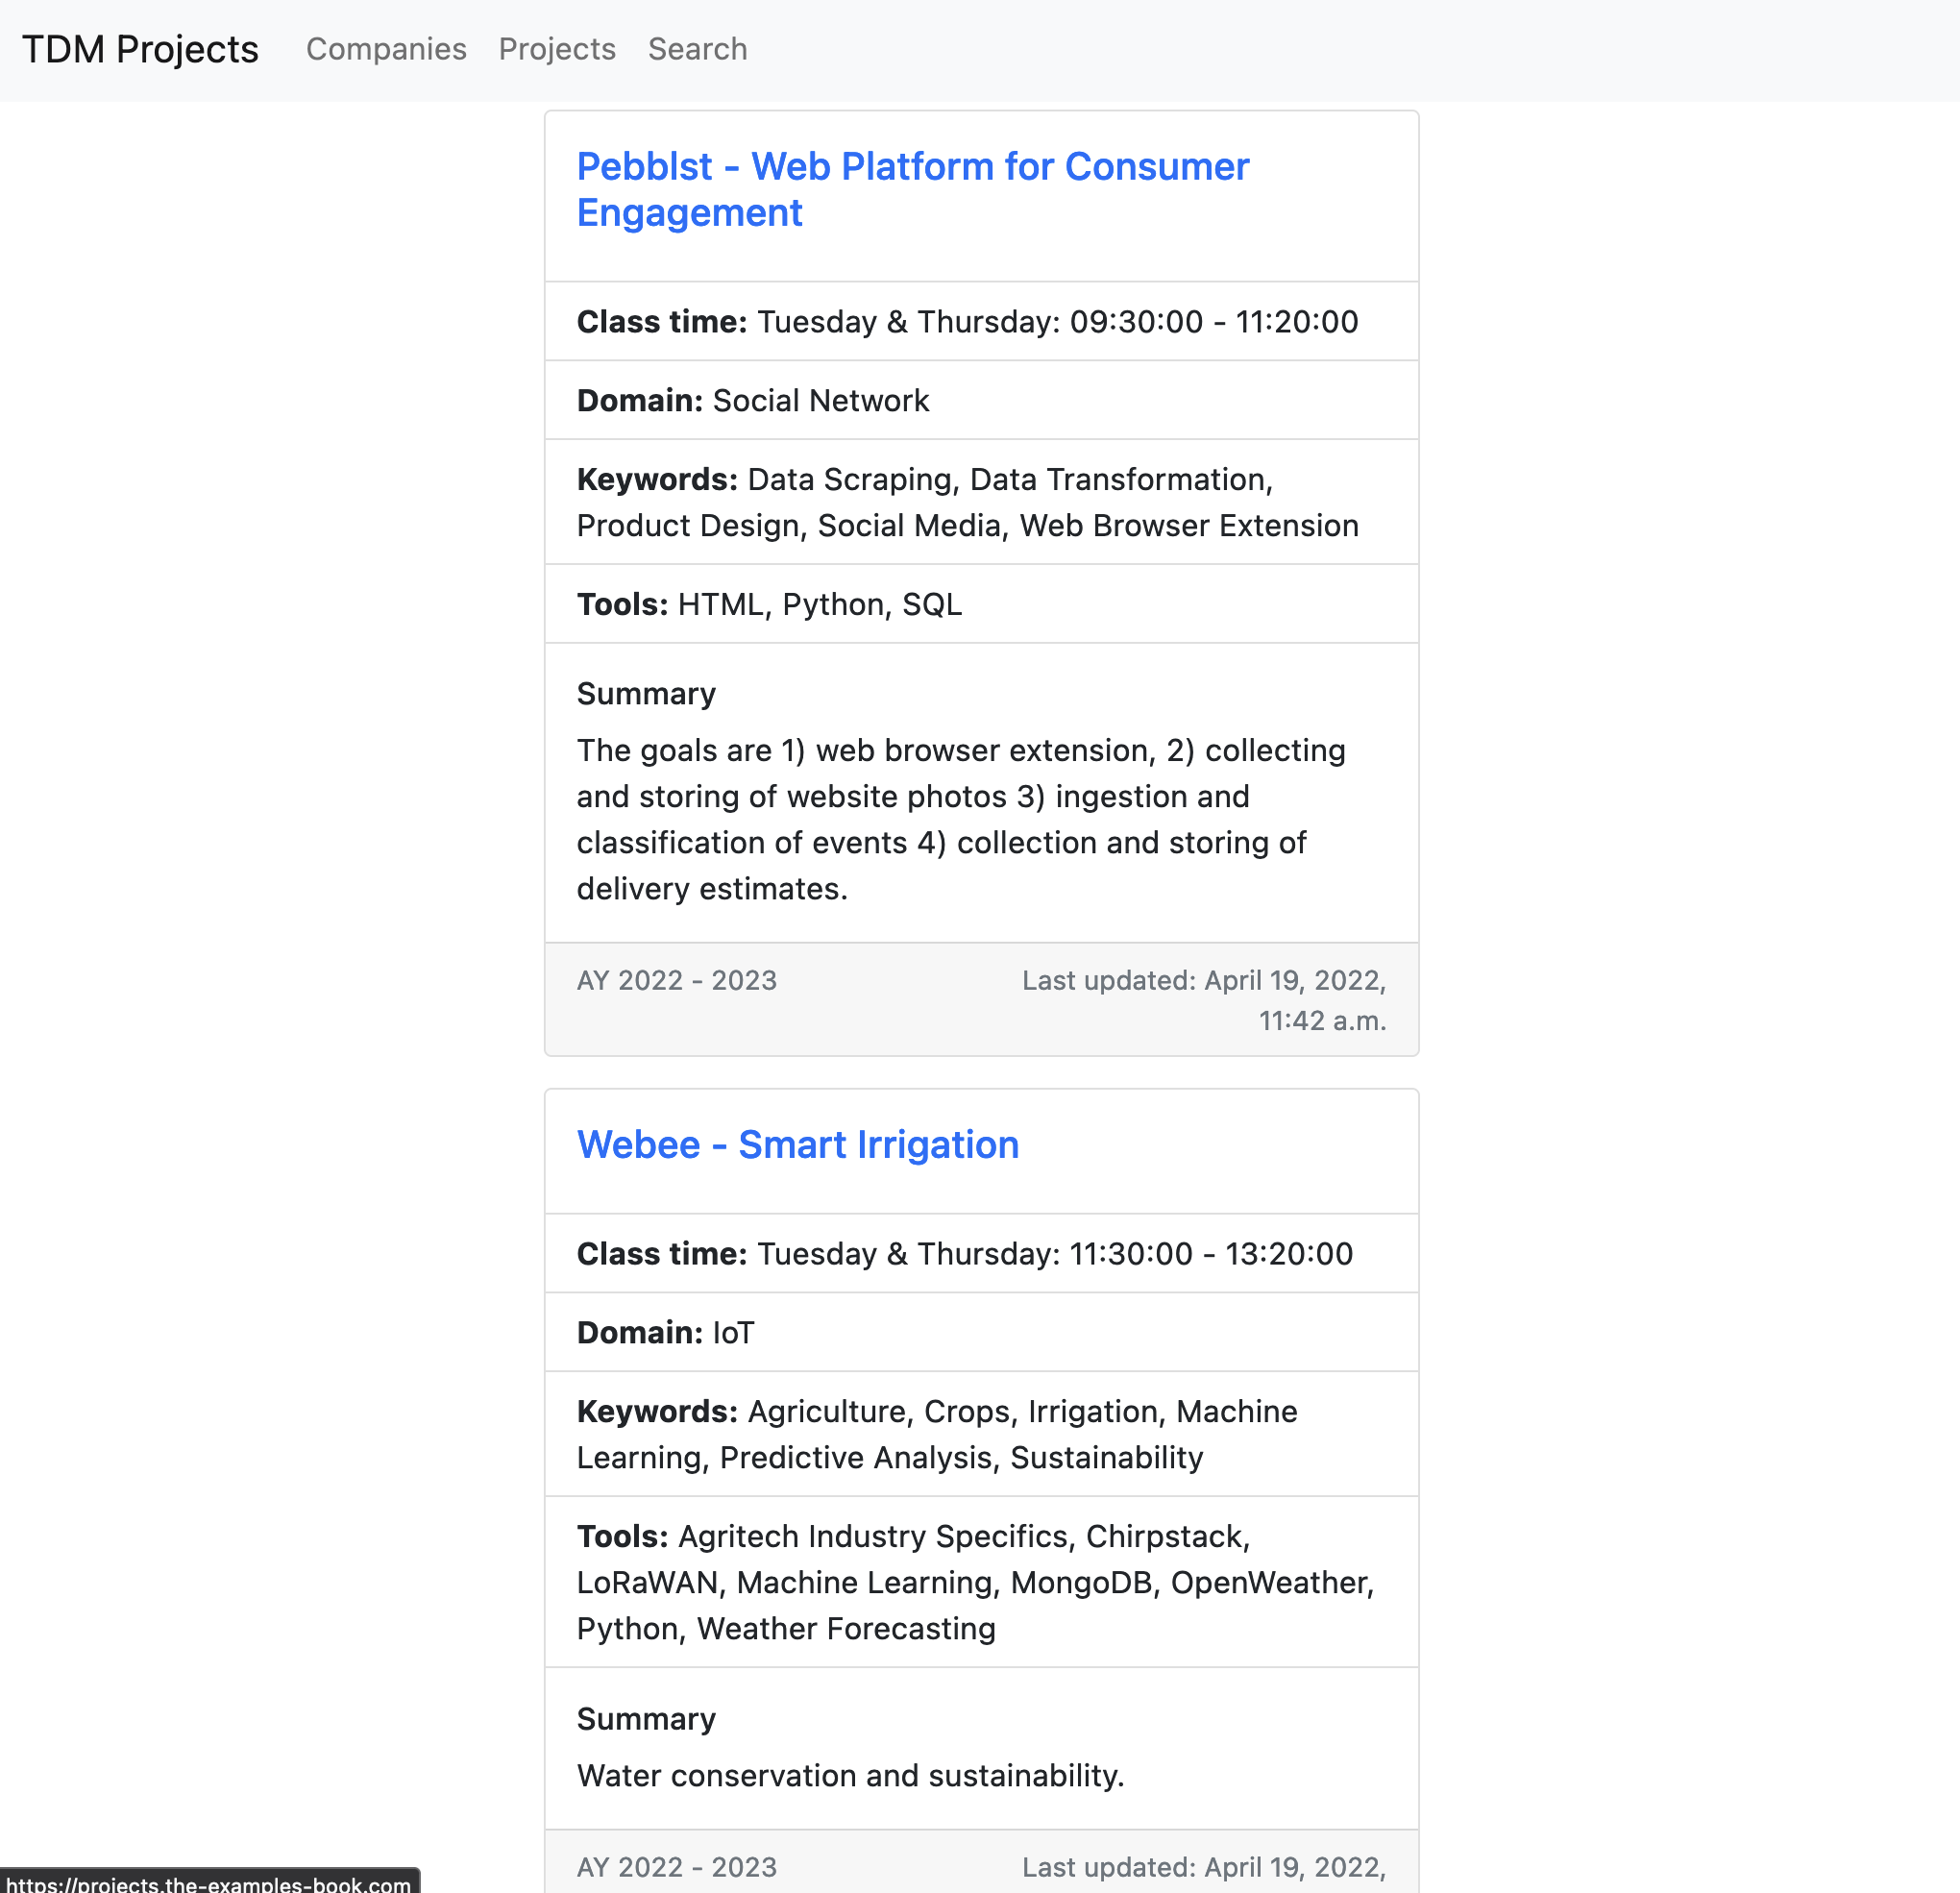 TDM Projects Companies Projects Search
Pebblst - Web Platform for Consumer
Engagement
Class time: Tuesday & Thursday: 09:30:00 - 11:20:00
Domain: Social Network
Keywords: Data Scraping, Data Transformation,
Product Design, Social Media, Web Browser Extension
Tools: HTML, Python, SQL
Summary
The goals are 1) web browser extension, 2) collecting
and storing of website photos 3) ingestion and
classification of events 4) collection and storing of
delivery estimates.
AY 2022 - 2023 Last updated: April 19, 2022,
11:42 a.m.
Webee - Smart Irrigation
Class time: Tuesday & Thursday: 11:30:00 - 13:20:00
Domain: IoT
Keywords: Agriculture, Crops, Irrigation, Machine
Learning, Predictive Analysis, Sustainability
Tools: Agritech Industry Specifics, Chirpstack,
LoRaWAN, Machine Learning, MongoDB, OpenWeather,
Python, Weather Forecasting
Summary
Water conservation and sustainability.
AY 2022 - 2023 Last updated: April 19, 2022,
https://projects.the-examples-book.com